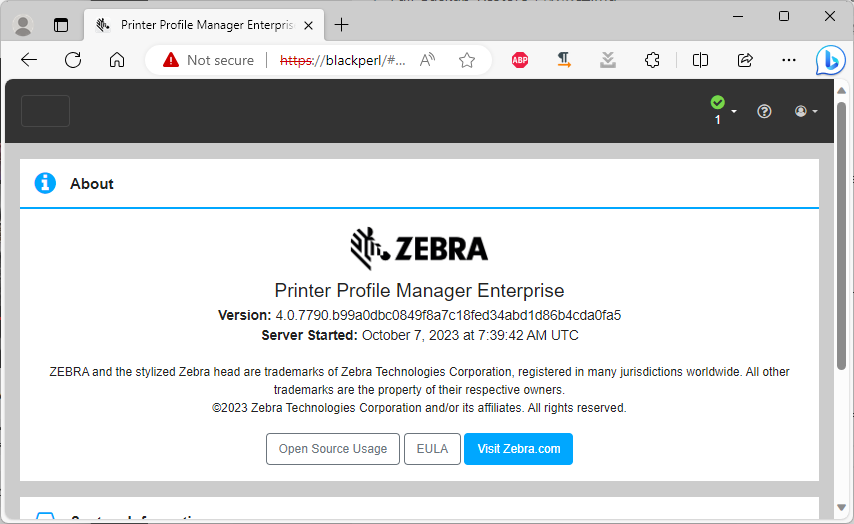 Printer Profile Manager Enterpris
Not secure
https://blackperl/#...
ABP
1
About
ZEBRA
Printer Profile Manager Enterprise
Version: 4.0.7790.b99a0dbc0849f8a7c18fed34abd1d86b4cda0fa5
Server Started: October 7, 2023 at 7:39:42 AM UTC
ZEBRA and the stylized Zebra head are trademarks of Zebra Technologies Corporation, registered in many jurisdictions worldwide. All other
trademarks are the property of their respective owners.
©2023 Zebra Technologies Corporation and/or its affiliates. All rights reserved.
Open Source Usage
EULA
Visit Zebra.com